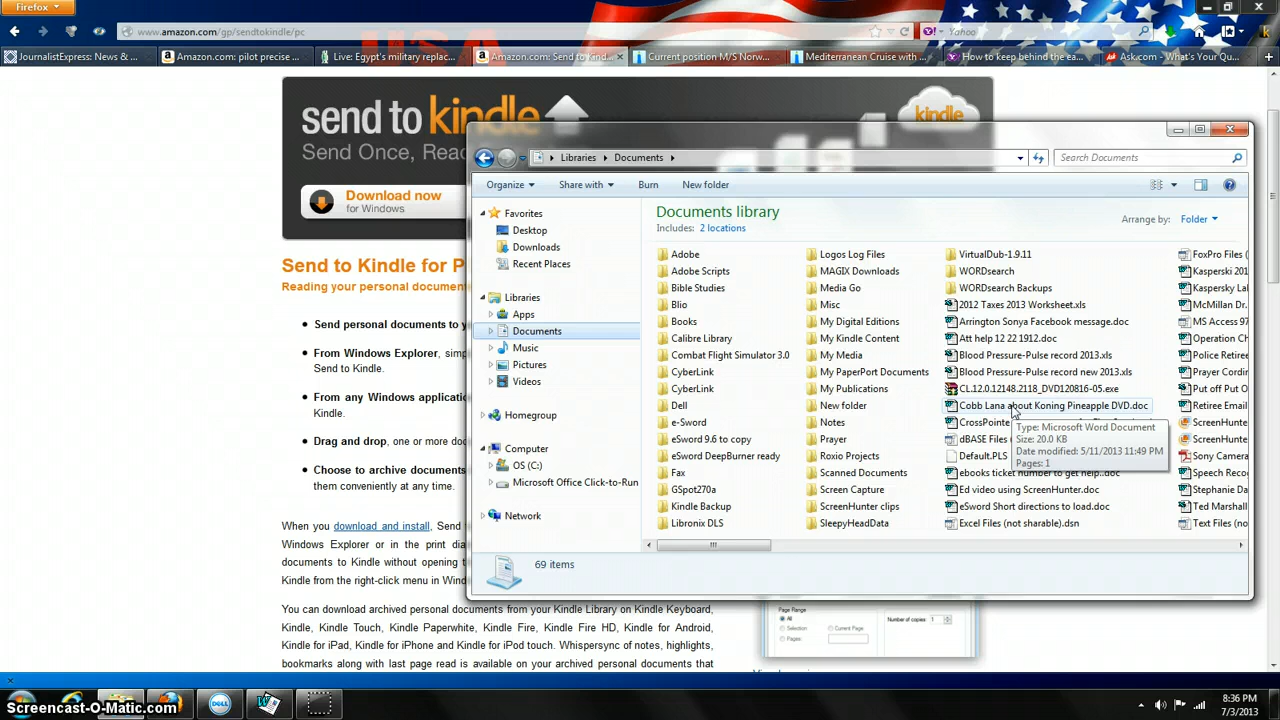 Firefox
www.amazon.com/gp/sendtokindle/pc
Yahoo
JournalistExpress: News & ...
Amazon.com: pilot precise ...
Live: Egypt's military replac...
Amazon.com: Send to Kind...
Current position M/S Norw...
Mediterranean Cruise with ...
How to keep behind the ea...
Ask.com - What's Your Qu...
send to kindle
Send Once, Rea
kindle
Download now
for Windows
Send to Kindle for P
Reading your personal documen
Send personal documents to y
From Windows Explorer, simp
Send to Kindle.
From any Windows applica
Kindle.
Drag and drop, one or more doc
Choose to archive documents
them conveniently at any time.
When you download and install, Send
Windows Explorer or in the print dia
documents to Kindle without opening t
Kindle from the right-click menu in Wind
You can download archived personal documents from your Kindle Library on Kindle Keyboard,
Kindle, Kindle Touch, Kindle Paperwhite, Kindle Fire, Kindle Fire HD, Kindle for Android,
Kindle for iPad, Kindle for iPhone and Kindle for iPod touch. Whispersync of notes, highlights,
bookmarks along with last page read is available on your archived personal documents that
Libraries
Documents
Search Documents
Organize
Share with
Burn
New folder
Favorites
Desktop
Downloads
Recent Places
Libraries
Apps
Documents
Music
Pictures
Videos
Homegroup
Computer
OS (C:)
Microsoft Office Click-to-Run
Network
Documents library
Includes: 2 locations
Arrange by: Folder
Adobe
Adobe Scripts
Bible Studies
Blio
Books
Calibre Library
Combat Flight Simulator 3.0
CyberLink
CyberLink
Dell
e-Sword
eSword 9.6 to copy
eSword DeepBurner ready
Fax
GSpot270a
Kindle Backup
Libronix DLS
Logos Log Files
MAGIX Downloads
Media Go
Misc
My Digital Editions
My Kindle Content
My Media
My PaperPort Documents
My Publications
New folder
Notes
Prayer
Roxio Projects
Scanned Documents
Screen Capture
ScreenHunter clips
SleepyHeadData
VirtualDub-1.9.11
WORDsearch
WORDsearch Backups
2012 Taxes 2013 Worksheet.xls
Arrington Sonya Facebook message.doc
Att help 12 22 1912.doc
Blood Pressure-Pulse record 2013.xls
Blood Pressure-Pulse record new 2013.xls
CL.12.0.12148.2118_DVD120816-05.exe
Cobb Lana about Koning Pineapple DVD.doc
CrossPointe
dBASE Files
Default.PLS
ebooks ticket number to get help..doc
Ed video using ScreenHunter.doc
eSword Short directions to load.doc
Excel Files (not sharable).dsn
Type: Microsoft Word Document
Size: 20.0 KB
Date modified: 5/11/2013 11:49 PM
Pages: 1
FoxPro Files (
Kasperski 201
Kaspersky Lal
McMillan Dr.
MS Access 97
Operation Ch
Police Retiree
Prayer Cordin
Put off Put O
Retiree Email
ScreenHunter
ScreenHunter
Sony Camera
Speech Recog
Stephanie Da
Ted Marshall
Text Files (no
69 items
Page Range
All
Selection
Current Page
Pages:
Number of copies
1
Screencast-O-Matic.com
8:36 PM
7/3/2013